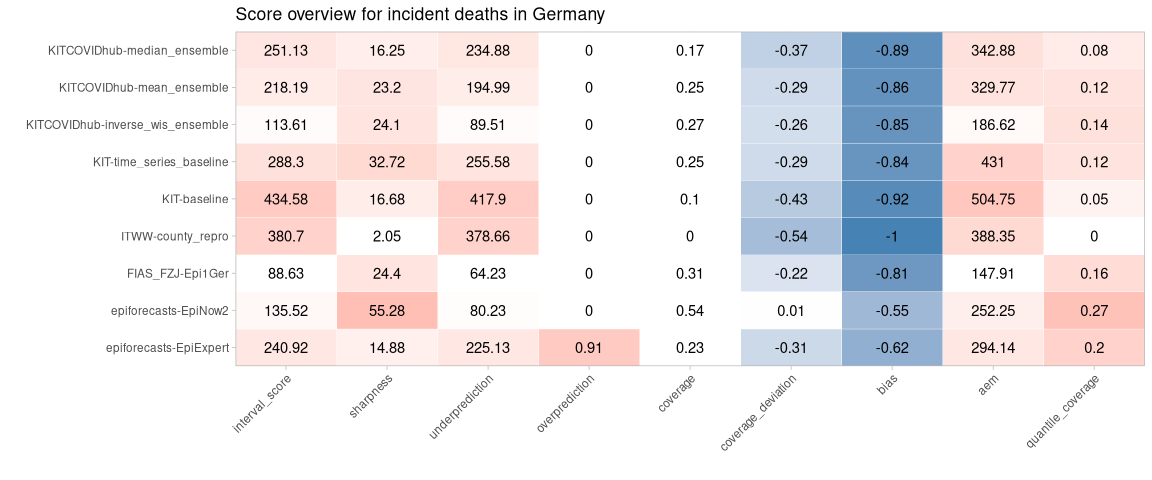 Score overview for incident deaths in Germany
KITCOVIDhub-median_ensemble 251.13 16.25 234.88 0 0.17 -0.37 -0.89 342.88 0.08
KITCOVIDhub-mean_ensemble 218.19 23.2 194.99 0 0.25 -0.29 -0.86 329.77 0.12
KITCOVIDhub-inverse_wis_ensemble 113.61 24.1 89.51 0 0.27 -0.26 -0.85 186.62 0.14
KIT-time_series_baseline 288.3 32.72 255.58 0 0.25 -0.29 -0.84 431 0.12
KIT-baseline 434.58 16.68 417.9 0 0.1 -0.43 -0.92 504.75 0.05
ITWW-county_repro 380.7 2.05 378.66 0 0 -0.54 -1 388.35 0
FIAS_FZJ-Epi1Ger 88.63 24.4 64.23 0 0.31 -0.22 -0.81 147.91 0.16
epiforecasts-EpiNow2 135.52 55.28 80.23 0 0.54 0.01 -0.55 252.25 0.27
epiforecasts-EpiExpert 240.92 14.88 225.13 0.91 0.23 -0.31 -0.62 294.14 0.2
interval_score sharpness underprediction overprediction coverage coverage_deviation bias aem quantile_coverage